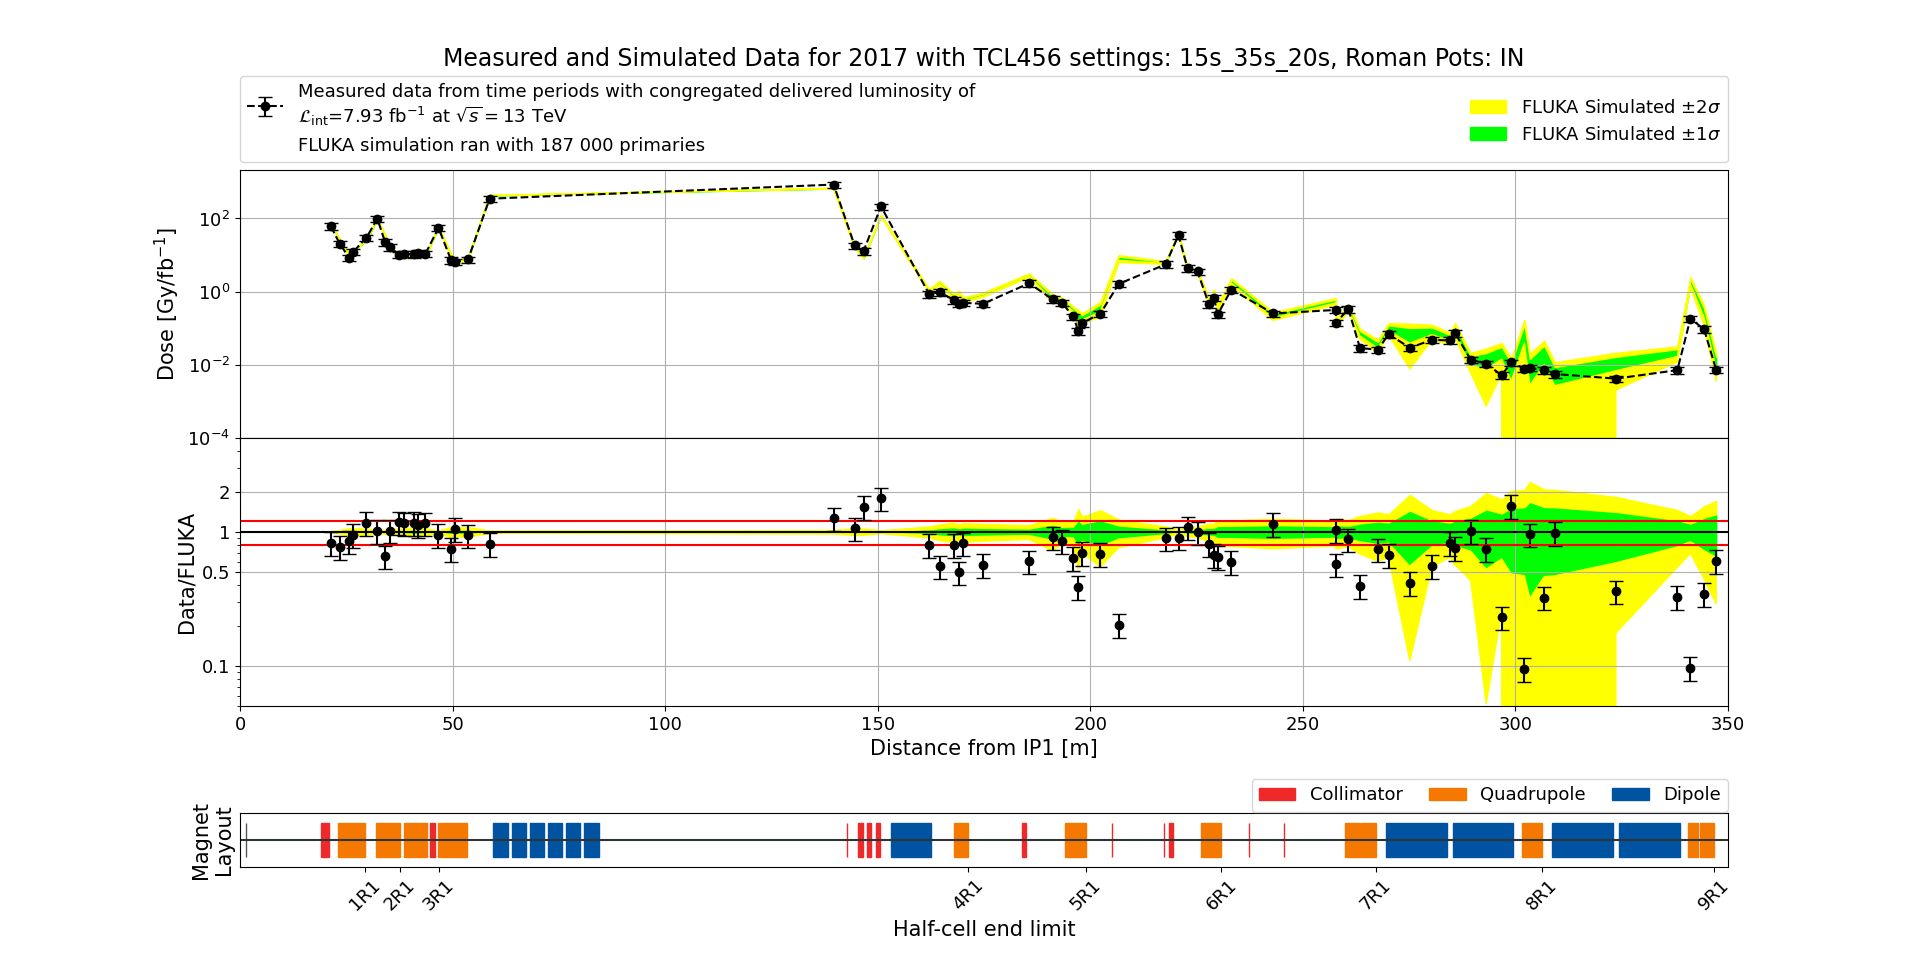 Measured and Simulated Data for 2017 with TCL456 settings: 15s_35s_20s, Roman Pots: IN
Measured data from time periods with congregated delivered luminosity of
ℒint=7.93 fb⁻¹ at √s = 13 TeV
FLUKA simulation ran with 187 000 primaries
FLUKA Simulated ±2σ
FLUKA Simulated ±1σ
Dose [Gy/fb⁻¹]
10²
10⁰
10⁻²
10⁻⁴
Data/FLUKA
2
1
0.5
0.1
0 50 100 150 200 250 300 350
Distance from IP1 [m]
Collimator Quadrupole Dipole
Magnet
Layout
1R1 2R1 3R1 4R1 5R1 6R1 7R1 8R1 9R1
Half-cell end limit